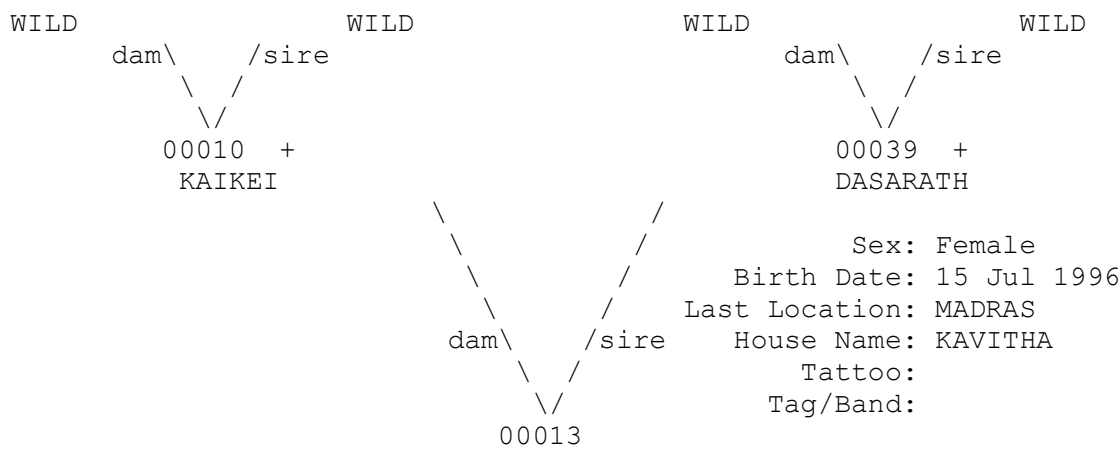 WILD WILD WILD WILD
dam\ /sire dam\ /sire
\ / \ /
\/ \/
00010 + 00039 +
KAIKEI DASARATH
\ /
\ / Sex: Female
\ / Birth Date: 15 Jul 1996
\ / Last Location: MADRAS
dam\ /sire House Name: KAVITHA
\ / Tattoo:
\/ Tag/Band:
00013